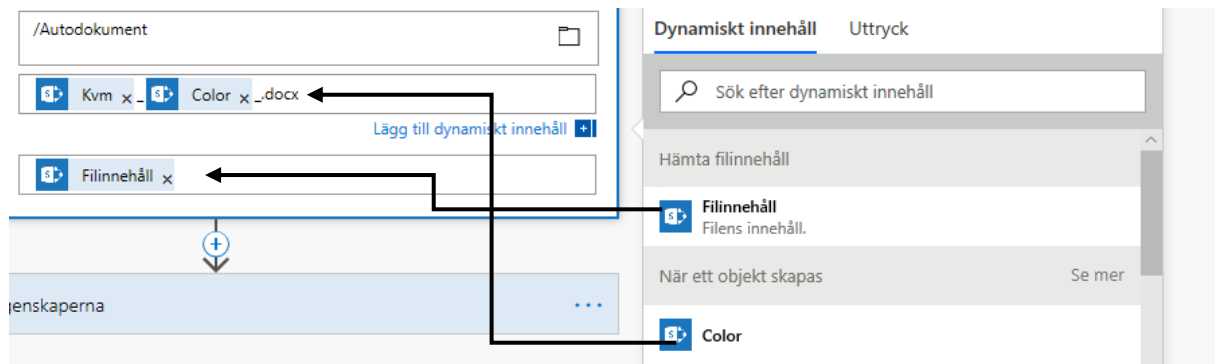 /Autodokument
Kvm x _ Color x _.docx
Lägg till dynamiskt innehåll
Filinnehåll x
genskaperna
Dynamiskt innehåll Uttryck
Sök efter dynamiskt innehåll
Hämta filinnehåll
Filinnehåll
Filens innehåll.
När ett objekt skapas Se mer
Color